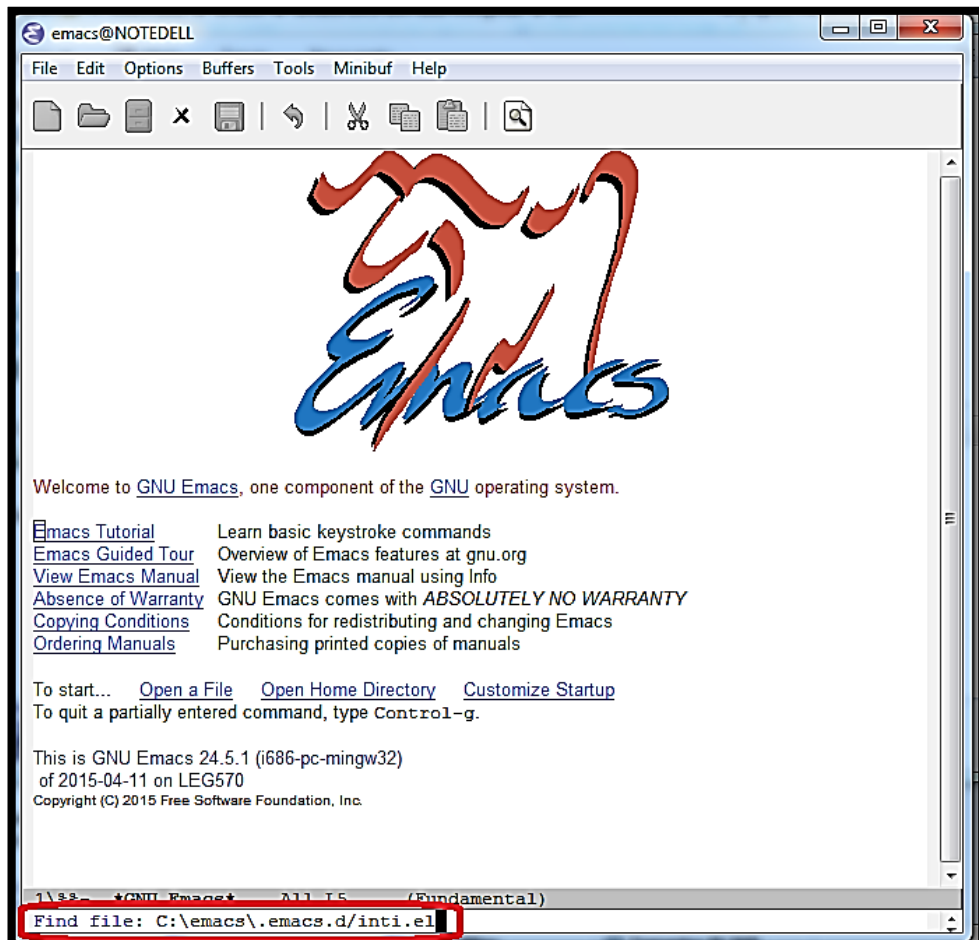 emacs@NOTEDELL
File Edit Options Buffers Tools Minibuf Help
Emacs
Welcome to GNU Emacs, one component of the GNU operating system.
Emacs Tutorial Learn basic keystroke commands
Emacs Guided Tour Overview of Emacs features at gnu.org
View Emacs Manual View the Emacs manual using Info
Absence of Warranty GNU Emacs comes with ABSOLUTELY NO WARRANTY
Copying Conditions Conditions for redistributing and changing Emacs
Ordering Manuals Purchasing printed copies of manuals
To start... Open a File Open Home Directory Customize Startup
To quit a partially entered command, type Control-g.
This is GNU Emacs 24.5.1 (i686-pc-mingw32)
of 2015-04-11 on LEG570
Copyright (C) 2015 Free Software Foundation, Inc.
1\%%- *GNU Emacs* All L5 (Fundamental)
Find file: C:\emacs\.emacs.d/inti.el